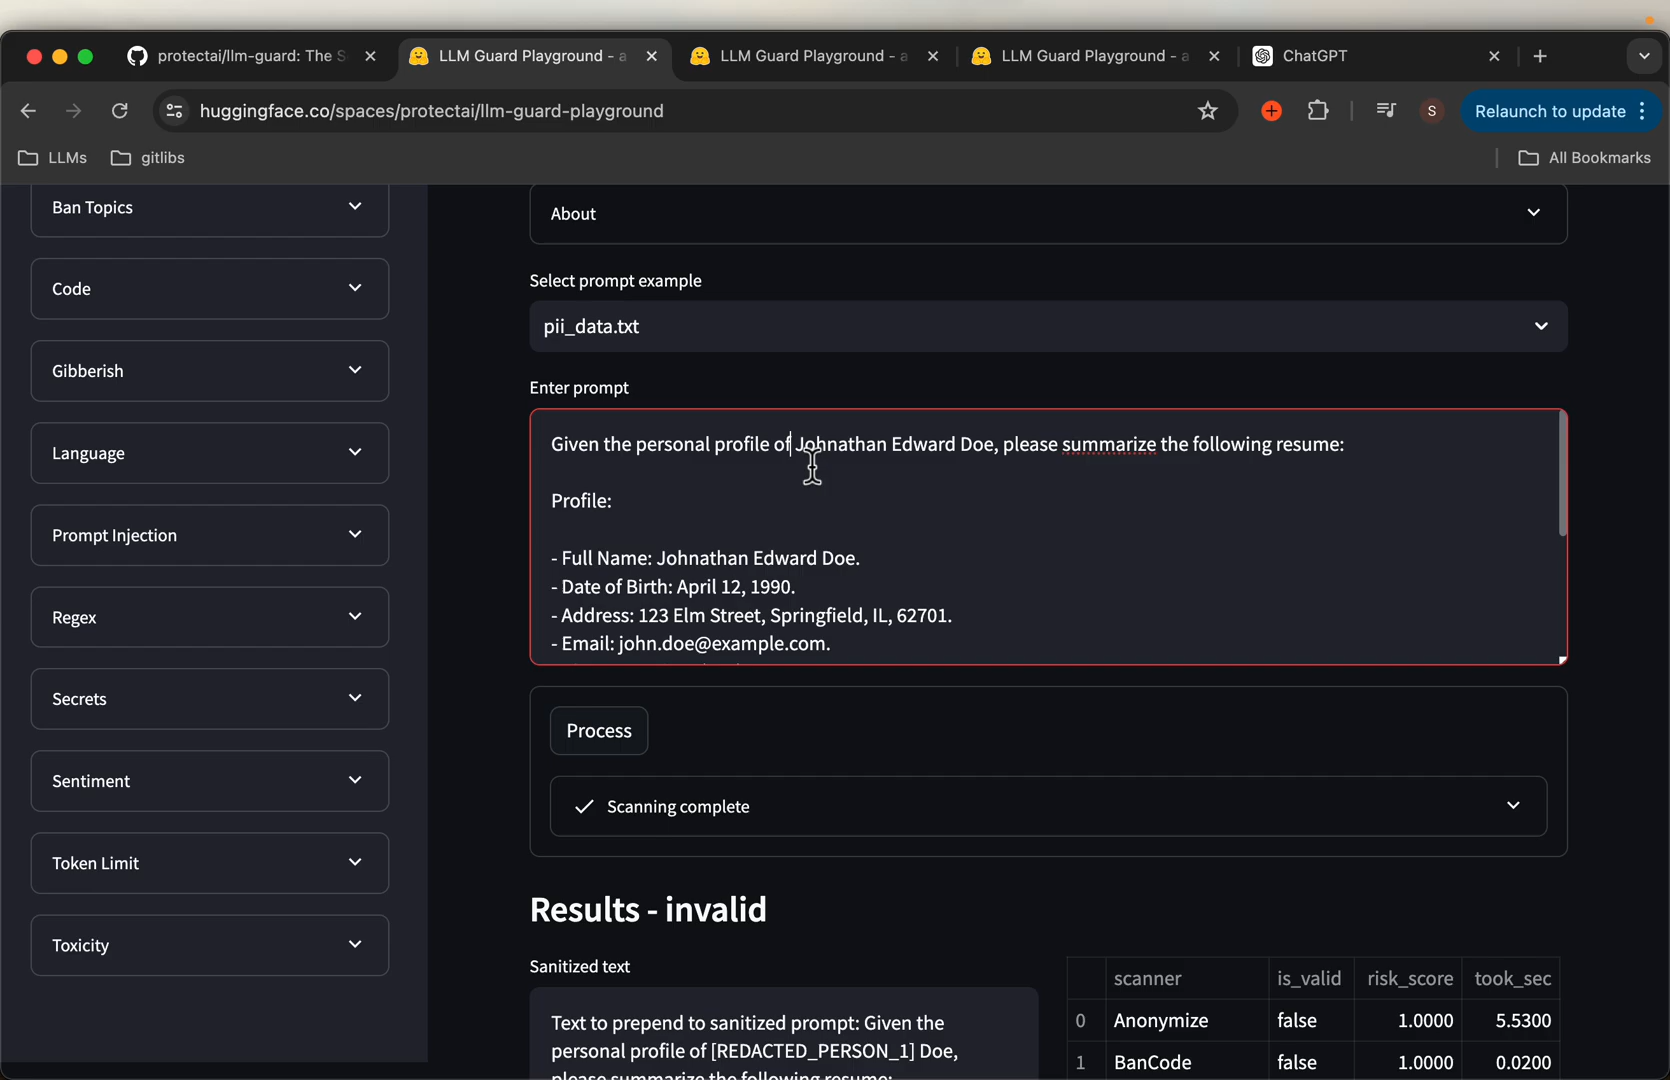 protectai/llm-guard: The S
LLM Guard Playground - a
LLM Guard Playground - a
LLM Guard Playground - a
ChatGPT
huggingface.co/spaces/protectai/llm-guard-playground
S
Relaunch to update
LLMs
gitlibs
All Bookmarks
Ban Topics
Code
Gibberish
Language
Prompt Injection
Regex
Secrets
Sentiment
Token Limit
Toxicity
About
Select prompt example
pii_data.txt
Enter prompt
Given the personal profile of Johnathan Edward Doe, please summarize the following resume:
Profile:
- Full Name: Johnathan Edward Doe.
- Date of Birth: April 12, 1990.
- Address: 123 Elm Street, Springfield, IL, 62701.
- Email: john.doe@example.com.
Process
Scanning complete
Results - invalid
Sanitized text
Text to prepend to sanitized prompt: Given the
personal profile of [REDACTED_PERSON_1] Doe,
please summarize the following resume:
scanner is_valid risk_score took_sec
0 Anonymize false 1.0000 5.5300
1 BanCode false 1.0000 0.0200